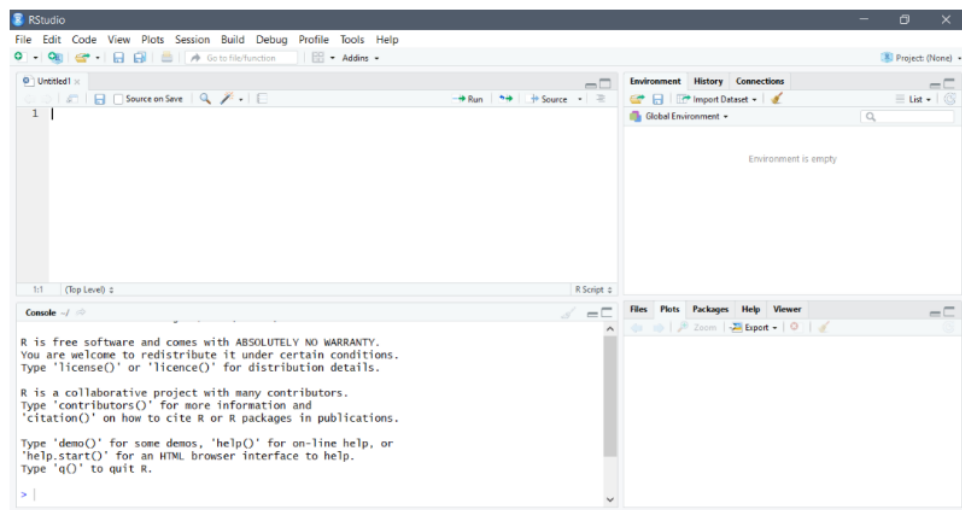 RStudio
File Edit Code View Plots Session Build Debug Profile Tools Help
Go to file/function Addins Project: (None)
Untitled1
Source on Save Run Source
1
1:1 (Top Level) R Script
Console ~/
R is free software and comes with ABSOLUTELY NO WARRANTY.
You are welcome to redistribute it under certain conditions.
Type 'license()' or 'licence()' for distribution details.
R is a collaborative project with many contributors.
Type 'contributors()' for more information and
'citation()' on how to cite R or R packages in publications.
Type 'demo()' for some demos, 'help()' for on-line help, or
'help.start()' for an HTML browser interface to help.
Type 'q()' to quit R.
>
Environment History Connections
Import Dataset List
Global Environment
Environment is empty
Files Plots Packages Help Viewer
Zoom Export